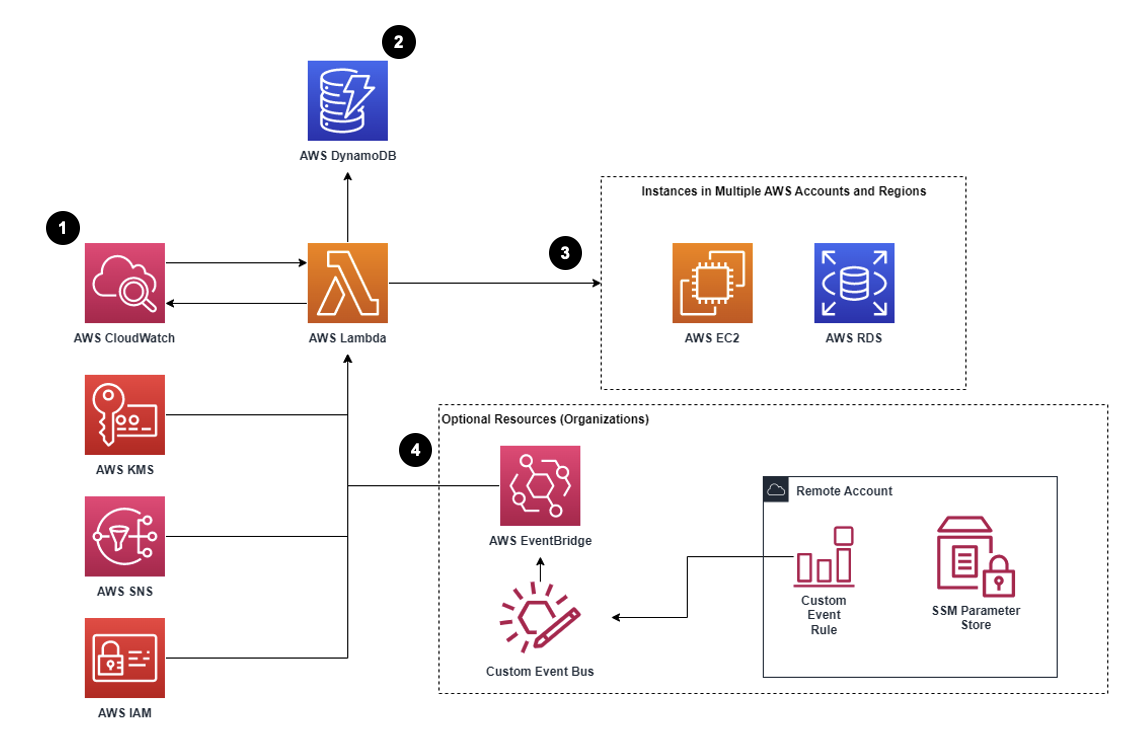 2
AWS DynamoDB
Instances in Multiple AWS Accounts and Regions
1
3
AWS CloudWatch
AWS Lambda
AWS EC2
AWS RDS
AWS KMS
4
Optional Resources (Organizations)
AWS EventBridge
Remote Account
AWS SNS
Custom
Event
Rule
SSM Parameter
Store
Custom Event Bus
AWS IAM